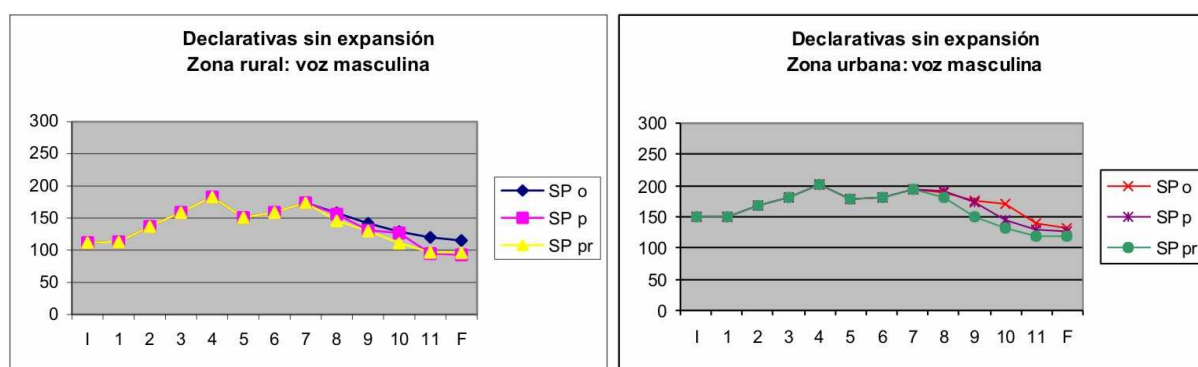 Declarativas sin expansión
Zona rural: voz masculina
300
250
200
150
100
50
0
I 1 2 3 4 5 6 7 8 9 10 11 F
SP o
SP p
SP pr
Declarativas sin expansión
Zona urbana: voz masculina
300
250
200
150
100
50
0
I 1 2 3 4 5 6 7 8 9 10 11 F
SP o
SP p
SP pr